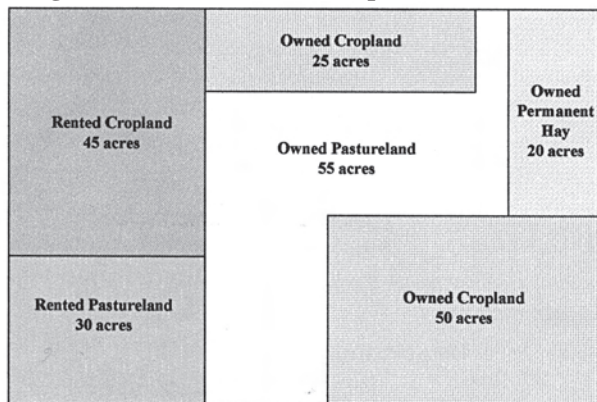 Owned Cropland
25 acres
Owned
Permanent
Hay
20 acres
Rented Cropland
45 acres
Owned Pastureland
55 acres
Rented Pastureland
30 acres
Owned Cropland
50 acres